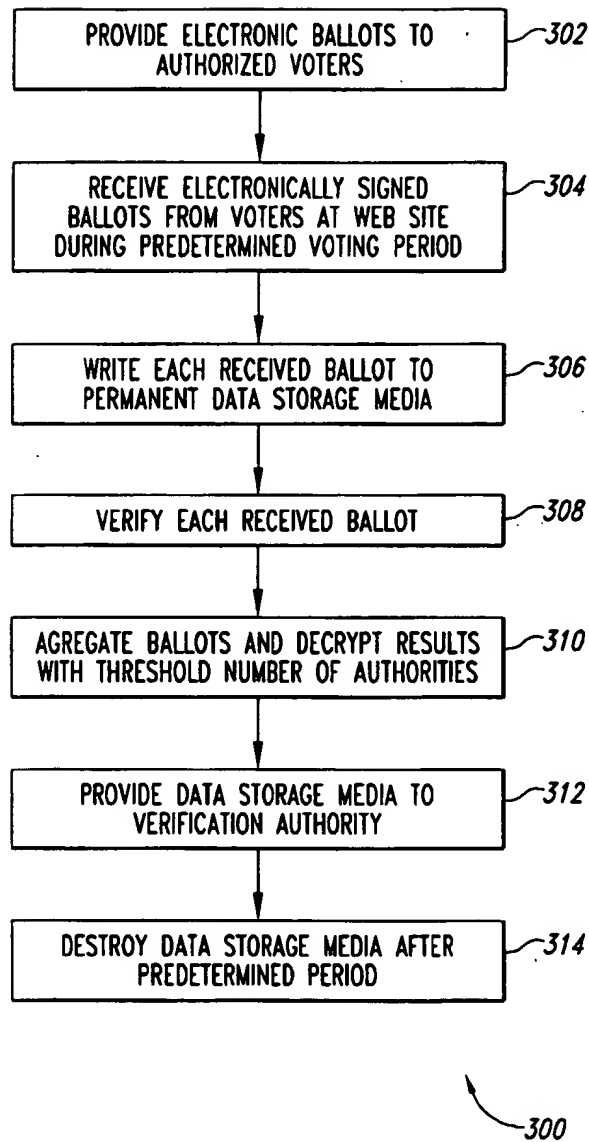 PROVIDE ELECTRONIC BALLOTS TO
AUTHORIZED VOTERS
302
RECEIVE ELECTRONICALLY SIGNED
BALLOTS FROM VOTERS AT WEB SITE
DURING PREDETERMINED VOTING PERIOD
304
WRITE EACH RECEIVED BALLOT TO
PERMANENT DATA STORAGE MEDIA
306
VERIFY EACH RECEIVED BALLOT
308
AGREGATE BALLOTS AND DECRYPT RESULTS
WITH THRESHOLD NUMBER OF AUTHORITIES
310
PROVIDE DATA STORAGE MEDIA TO
VERIFICATION AUTHORITY
312
DESTROY DATA STORAGE MEDIA AFTER
PREDETERMINED PERIOD
314
300